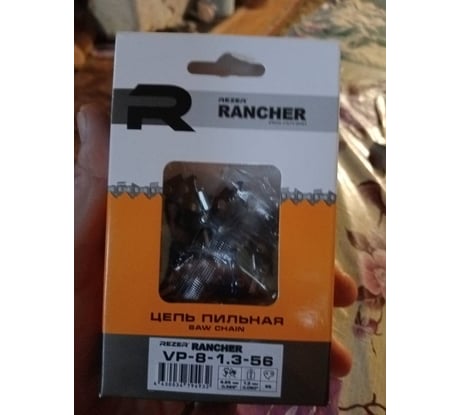 R
REZER
RANCHER
ЦЕПЬ ПИЛЬНАЯ
SAW CHAIN
REZER RANCHER
VP-8-1.3-56